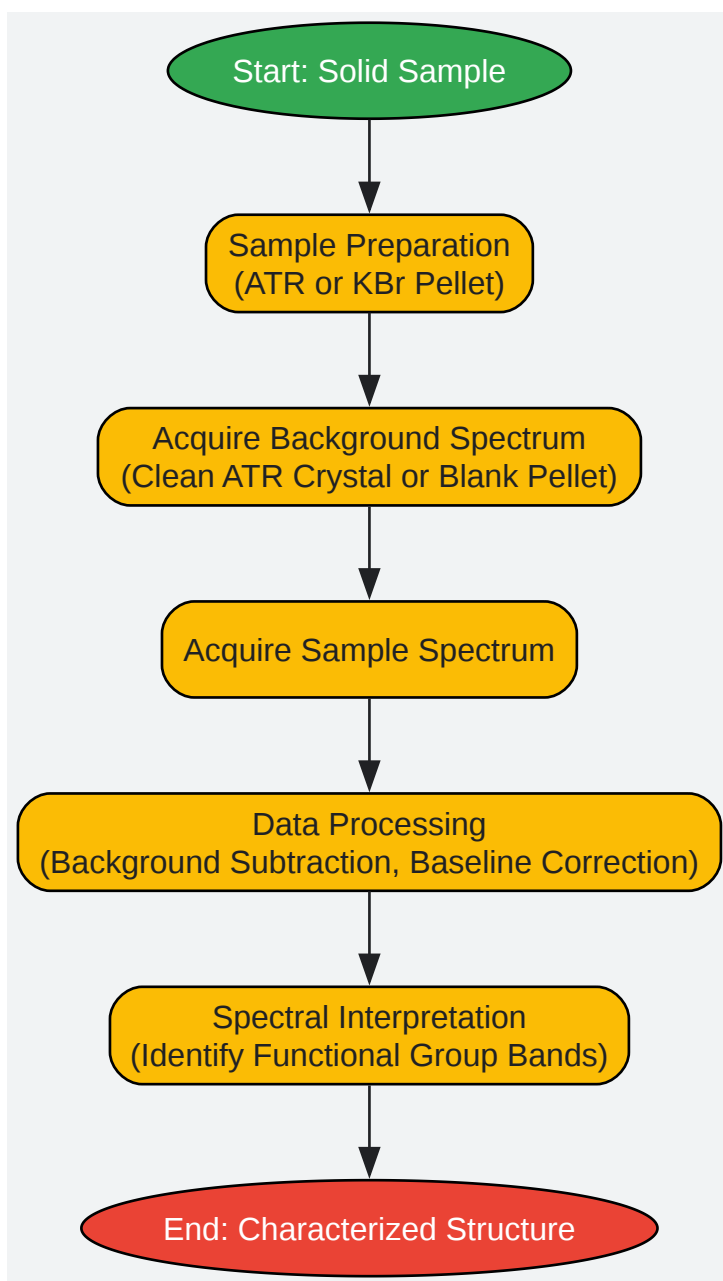 Start: Solid Sample
Sample Preparation
(ATR or KBr Pellet)
Acquire Background Spectrum
(Clean ATR Crystal or Blank Pellet)
Acquire Sample Spectrum
Data Processing
(Background Subtraction, Baseline Correction)
Spectral Interpretation
(Identify Functional Group Bands)
End: Characterized Structure